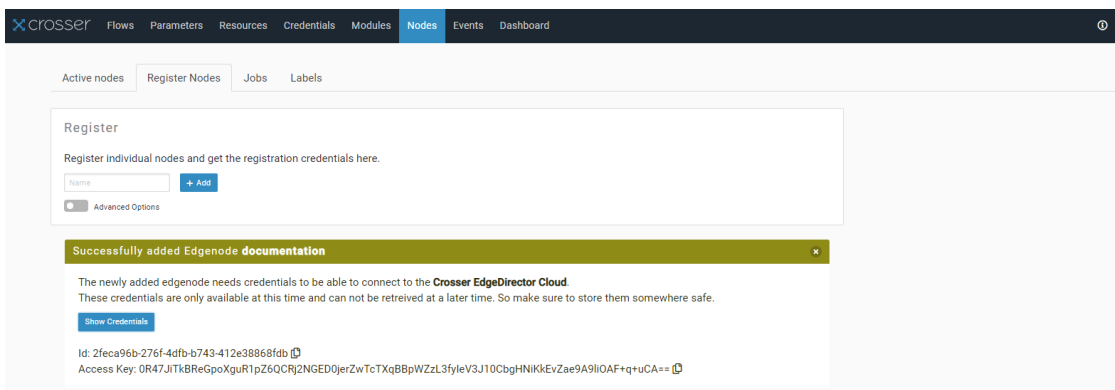 crosser Flows Parameters Resources Credentials Modules Nodes Events Dashboard
Active nodes Register Nodes Jobs Labels
Register
Register individual nodes and get the registration credentials here.
Name + Add
Advanced Options
Successfully added Edgenode documentation
The newly added edgenode needs credentials to be able to connect to the Crosser EdgeDirector Cloud.
These credentials are only available at this time and can not be retreived at a later time. So make sure to store them somewhere safe.
Show Credentials
Id: 2feca96b-276f-4dfb-b743-412e38868fdb
Access Key: 0R47JiTkBReGpoXguR1pZ6QCRj2NGED0jerZwTcTXqBBpWZzL3fyIeV3J10CbgHNiKkEvZae9A9liOAF+q+uCA==